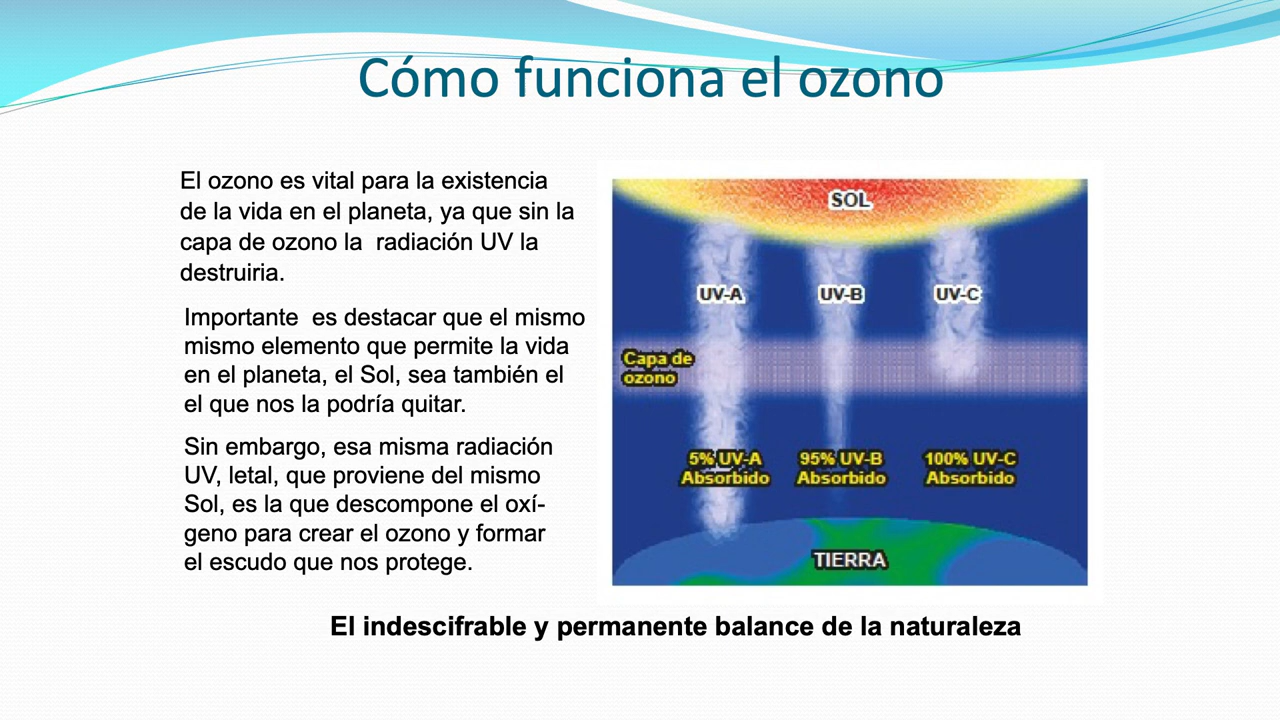 Cómo funciona el ozono
El ozono es vital para la existencia
de la vida en el planeta, ya que sin la
capa de ozono la  radiación UV la
destruiria.
Importante  es destacar que el mismo
mismo elemento que permite la vida
en el planeta, el Sol, sea también el
el que nos la podría quitar.
Sin embargo, esa misma radiación
UV, letal, que proviene del mismo
Sol, es la que descompone el oxí-
geno para crear el ozono y formar
el escudo que nos protege.
SOL
UV-A UV-B UV-C
Capa de
ozono
5% UV-A 95% UV-B 100% UV-C
Absorbido Absorbido Absorbido
TIERRA
El indescifrable y permanente balance de la naturaleza